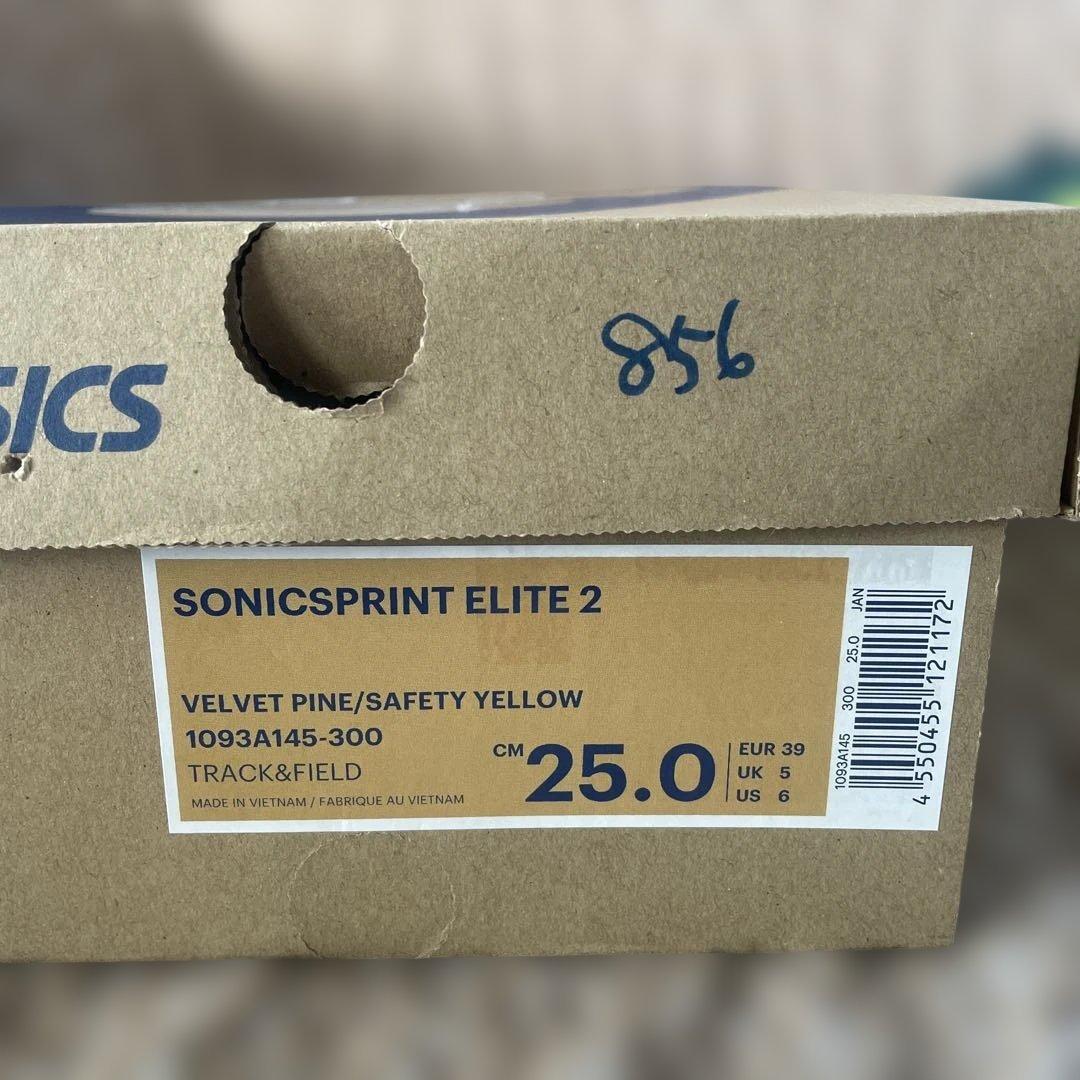 SICS
856
SONICSPRINT ELITE 2
VELVET PINE/SAFETY YELLOW
1093A145-300
TRACK&FIELD
MADE IN VIETNAM / FABRIQUE AU VIETNAM
CM 25.0
EUR 39
UK 5
US 6
1093A145 300 25.0 JAN
4 550455 121172